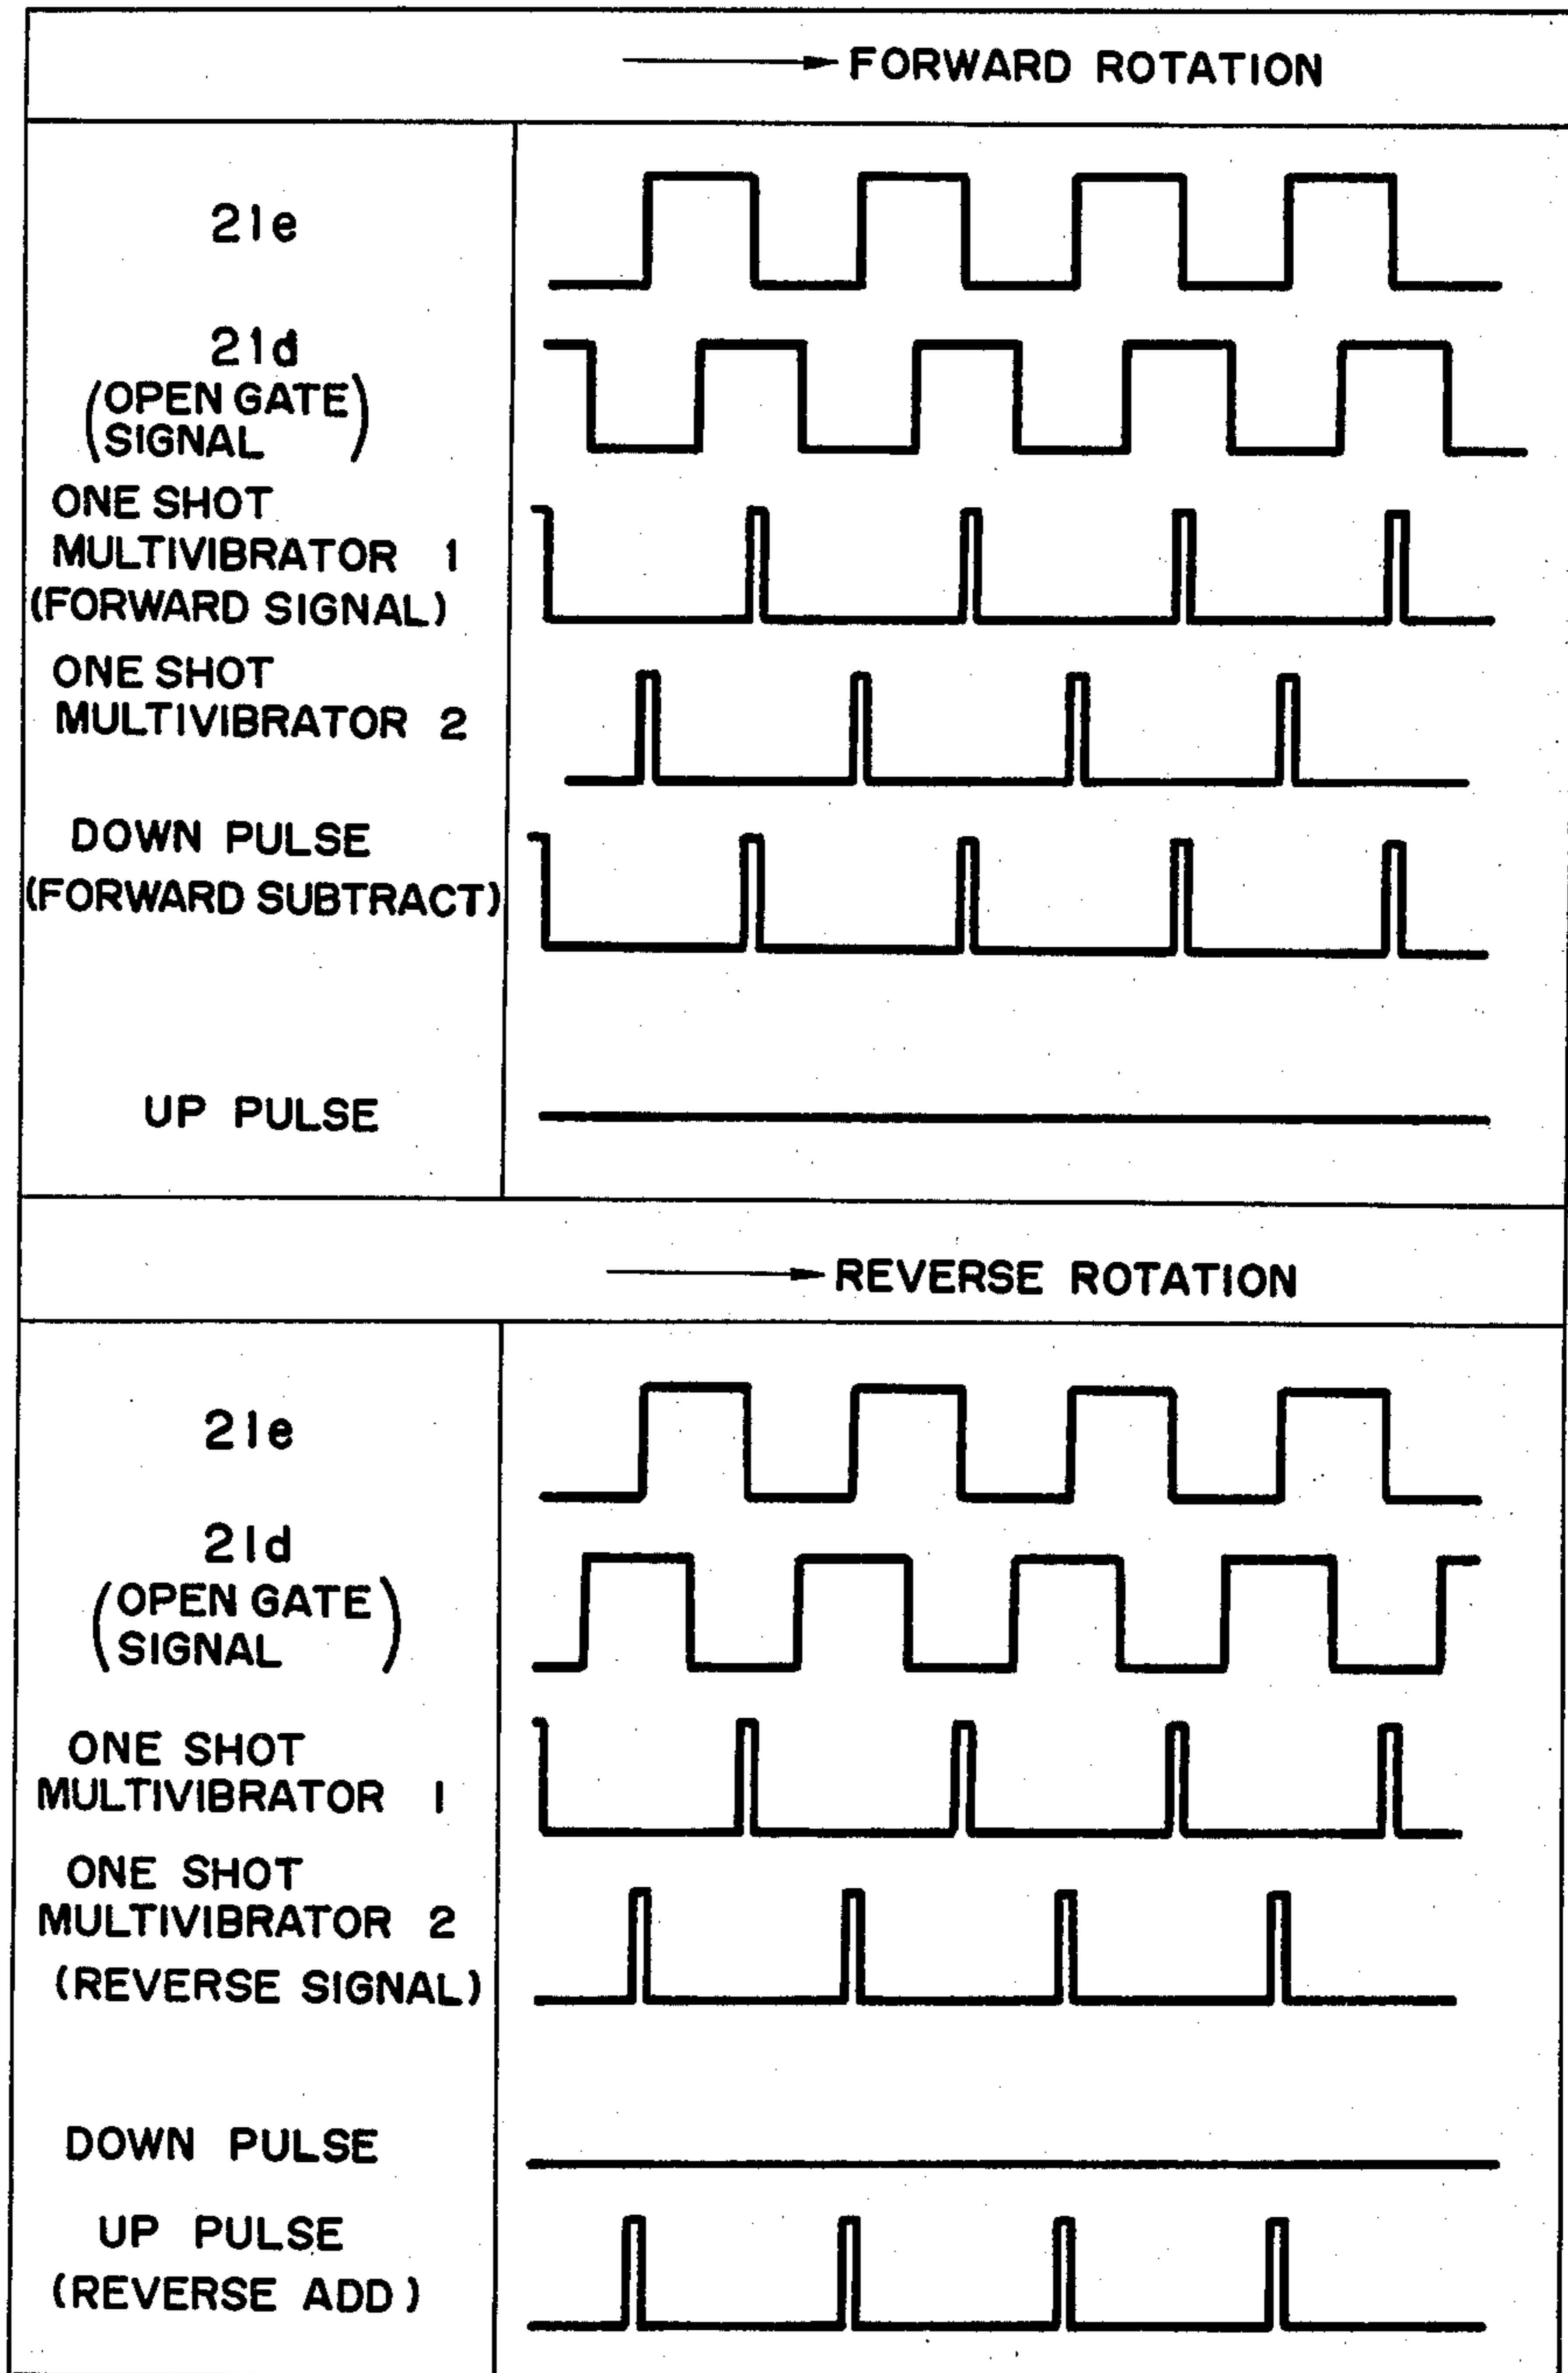 FORWARD ROTATION
21e
21d
(OPEN GATE
SIGNAL)
ONE SHOT
MULTIVIBRATOR 1
(FORWARD SIGNAL)
ONE SHOT
MULTIVIBRATOR 2
DOWN PULSE
(FORWARD SUBTRACT)
UP PULSE
REVERSE ROTATION
21e
21d
(OPEN GATE
SIGNAL)
ONE SHOT
MULTIVIBRATOR 1
ONE SHOT
MULTIVIBRATOR 2
(REVERSE SIGNAL)
DOWN PULSE
UP PULSE
(REVERSE ADD)